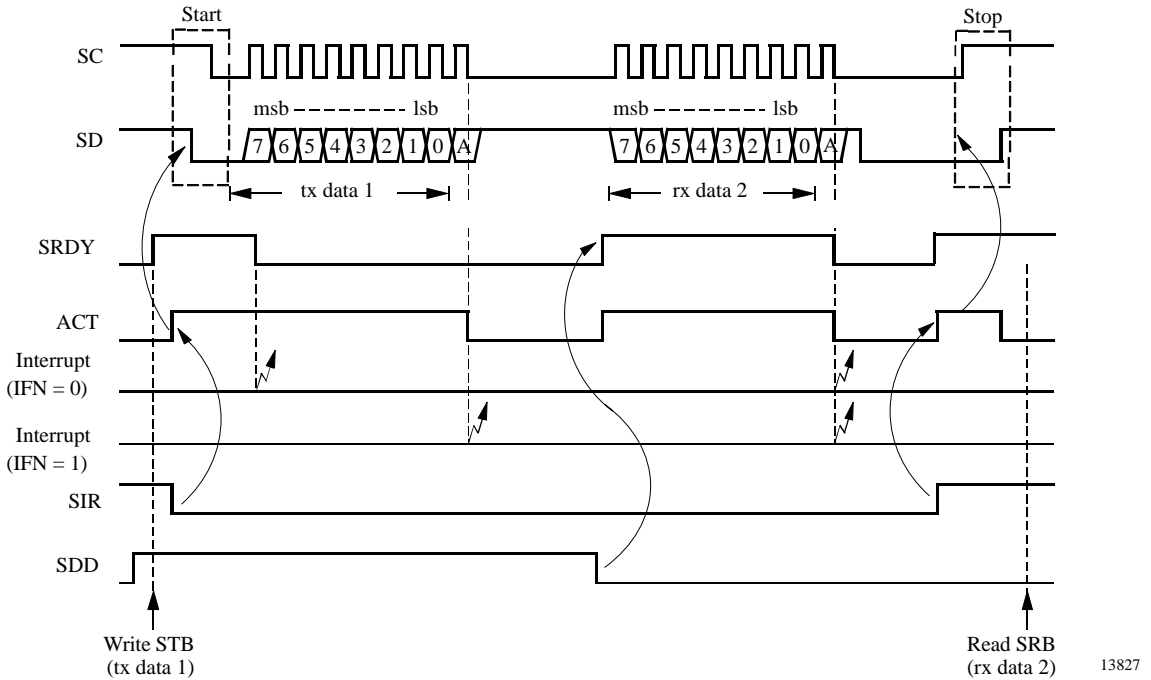 Start
Stop
SC
msb lsb
msb lsb
SD
7 6 5 4 3 2 1 0 A
7 6 5 4 3 2 1 0 A
tx data 1
rx data 2
SRDY
ACT
Interrupt
(IFN = 0)
Interrupt
(IFN = 1)
SIR
SDD
Write STB
(tx data 1)
Read SRB
(rx data 2)
13827